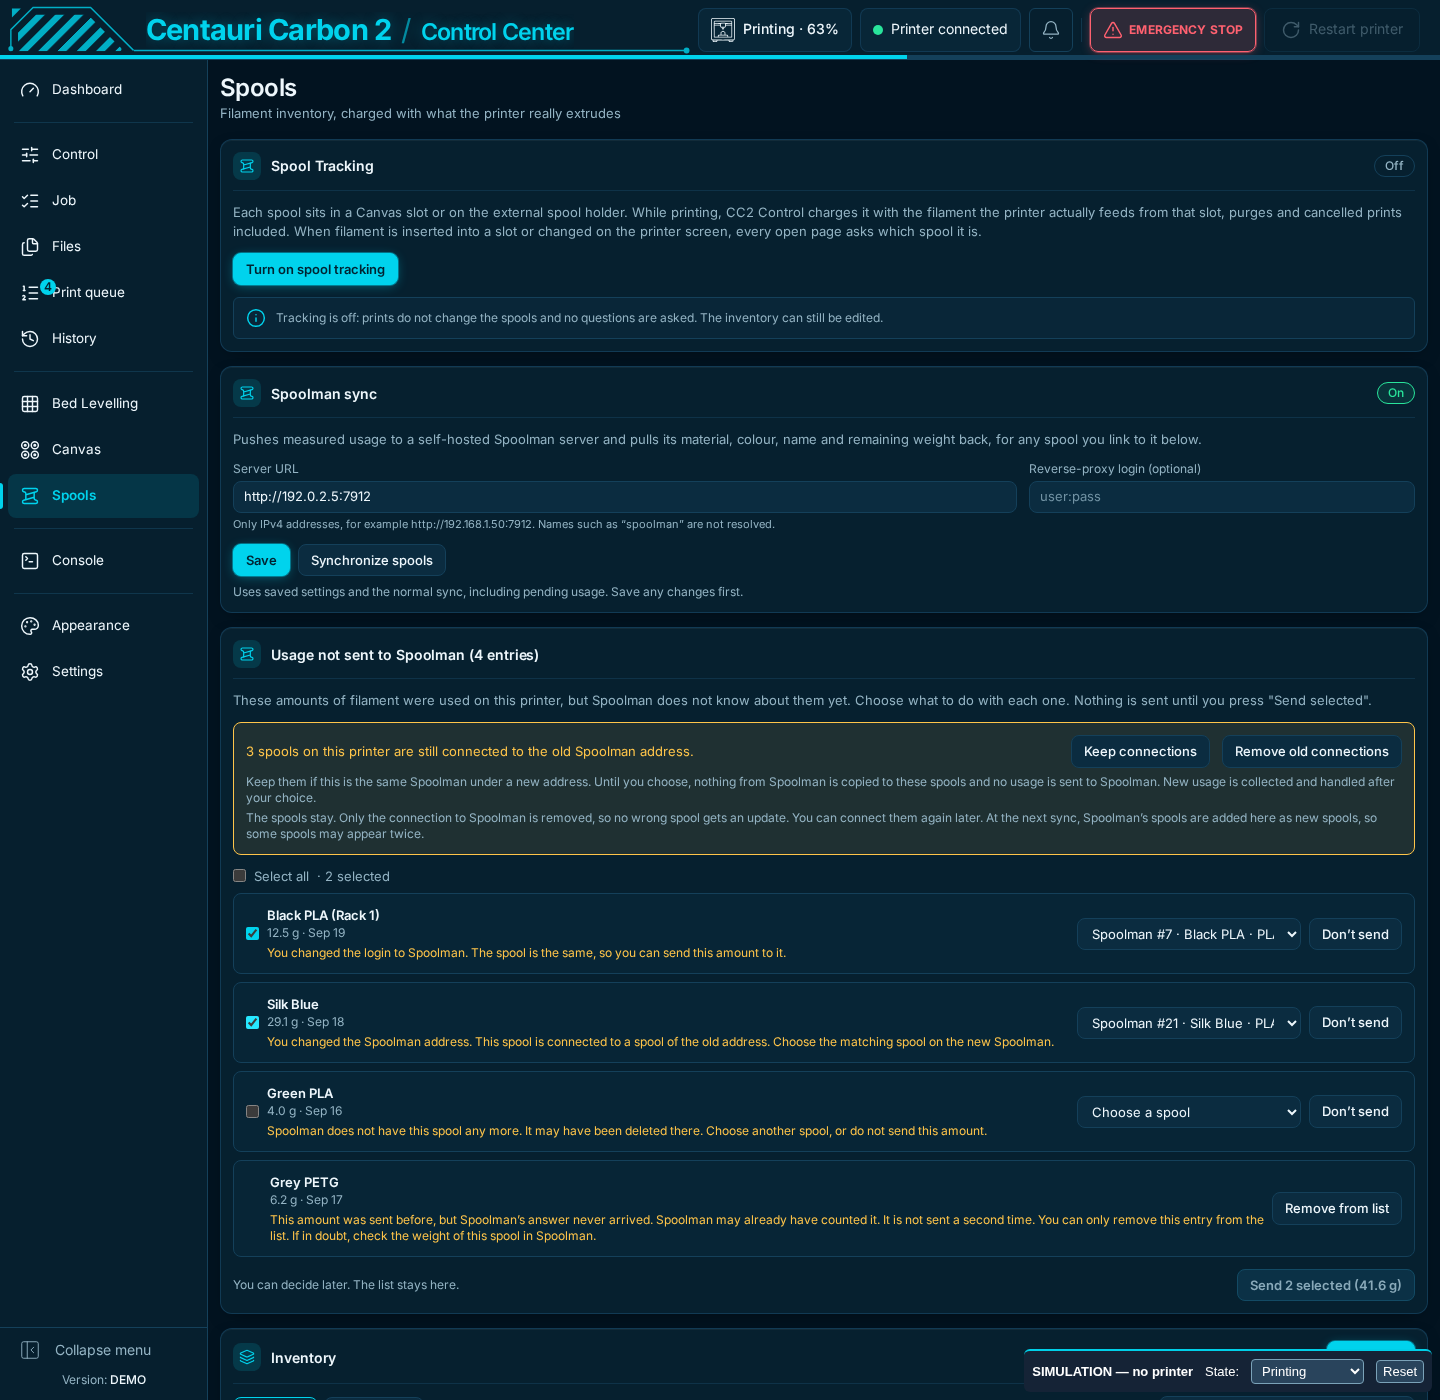 Centauri Carbon 2 / Control Center
Printing · 63%
Printer connected
EMERGENCY STOP
Restart printer
Dashboard
Control
Job
Files
4
Print queue
History
Bed Levelling
Canvas
Spools
Console
Appearance
Settings
Collapse menu
Version: DEMO
Spools
Filament inventory, charged with what the printer really extrudes
Spool Tracking
Off
Each spool sits in a Canvas slot or on the external spool holder. While printing, CC2 Control charges it with the filament the printer actually feeds from that slot, purges and cancelled prints
included. When filament is inserted into a slot or changed on the printer screen, every open page asks which spool it is.
Turn on spool tracking
Tracking is off: prints do not change the spools and no questions are asked. The inventory can still be edited.
Spoolman sync
On
Pushes measured usage to a self-hosted Spoolman server and pulls its material, colour, name and remaining weight back, for any spool you link to it below.
Server URL
Reverse-proxy login (optional)
http://192.0.2.5:7912
user:pass
Only IPv4 addresses, for example http://192.168.1.50:7912. Names such as “spoolman” are not resolved.
Save
Synchronize spools
Uses saved settings and the normal sync, including pending usage. Save any changes first.
Usage not sent to Spoolman (4 entries)
These amounts of filament were used on this printer, but Spoolman does not know about them yet. Choose what to do with each one. Nothing is sent until you press "Send selected".
3 spools on this printer are still connected to the old Spoolman address.
Keep connections
Remove old connections
Keep them if this is the same Spoolman under a new address. Until you choose, nothing from Spoolman is copied to these spools and no usage is sent to Spoolman. New usage is collected and handled after
your choice.
The spools stay. Only the connection to Spoolman is removed, so no wrong spool gets an update. You can connect them again later. At the next sync, Spoolman’s spools are added here as new spools, so
some spools may appear twice.
Select all · 2 selected
Black PLA (Rack 1)
12.5 g · Sep 19
You changed the login to Spoolman. The spool is the same, so you can send this amount to it.
Spoolman #7 · Black PLA · PLA
Don’t send
Silk Blue
29.1 g · Sep 18
You changed the Spoolman address. This spool is connected to a spool of the old address. Choose the matching spool on the new Spoolman.
Spoolman #21 · Silk Blue · PLA
Don’t send
Green PLA
4.0 g · Sep 16
Spoolman does not have this spool any more. It may have been deleted there. Choose another spool, or do not send this amount.
Choose a spool
Don’t send
Grey PETG
6.2 g · Sep 17
This amount was sent before, but Spoolman’s answer never arrived. Spoolman may already have counted it. It is not sent a second time. You can only remove this entry from the
list. If in doubt, check the weight of this spool in Spoolman.
Remove from list
You can decide later. The list stays here.
Send 2 selected (41.6 g)
Inventory
SIMULATION — no printer
State:
Printing
Reset